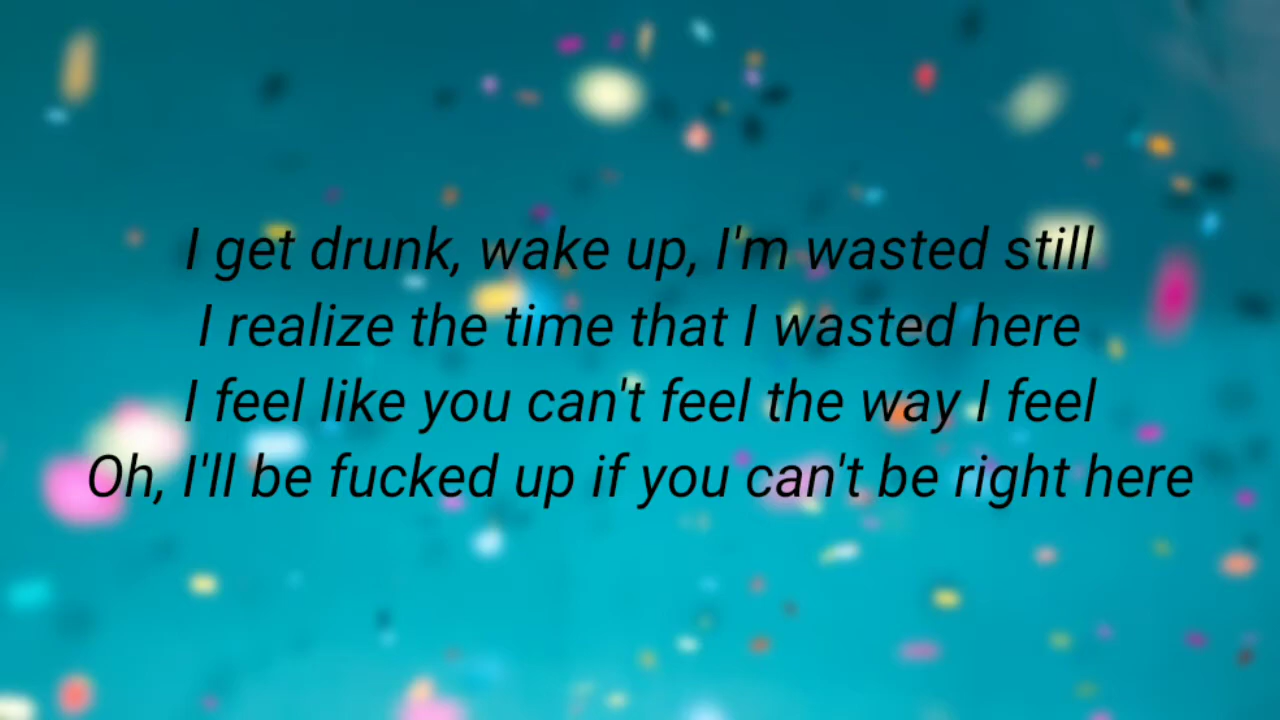 I get drunk, wake up, I'm wasted still
I realize the time that I wasted here
I feel like you can't feel the way I feel
Oh, I'll be fucked up if you can't be right here